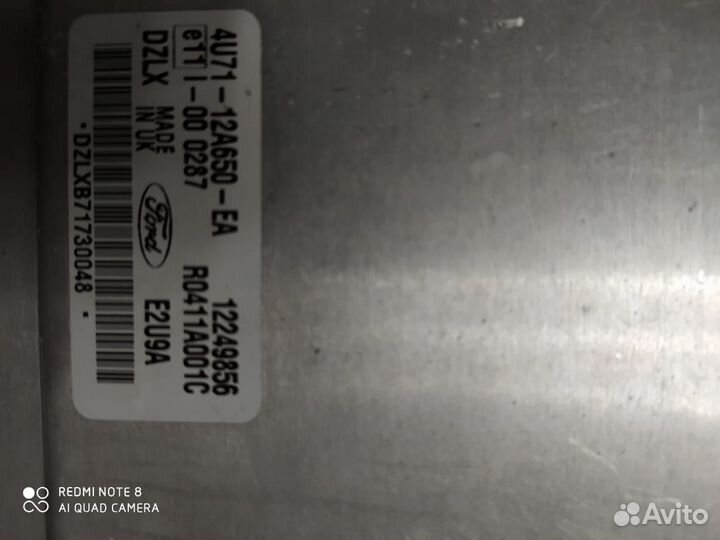 4U71-12A650-EA 12249856
e11 I-00 0287 R0411A001C
DZLX MADE IN UK Ford E2U9A
*DZLXB71730048*
REDMI NOTE 8
AI QUAD CAMERA
Avito